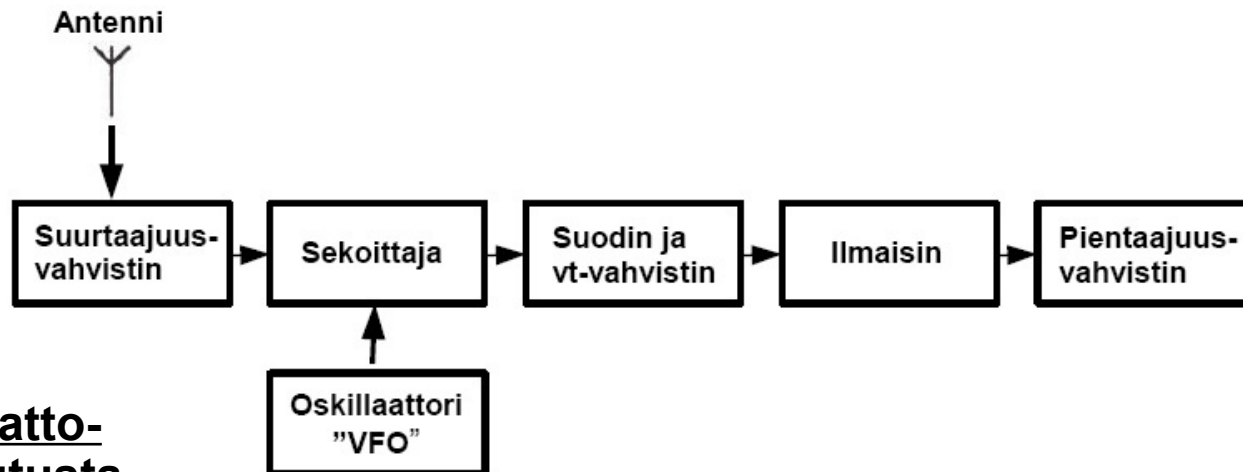 Antenni
Suurtaajuus-
vahvistin
Sekoittaja
Suodin ja
vt-vahvistin
Ilmaisin
Pientaajuus-
vahvistin
Oskillaattori
”VFO”
atto-